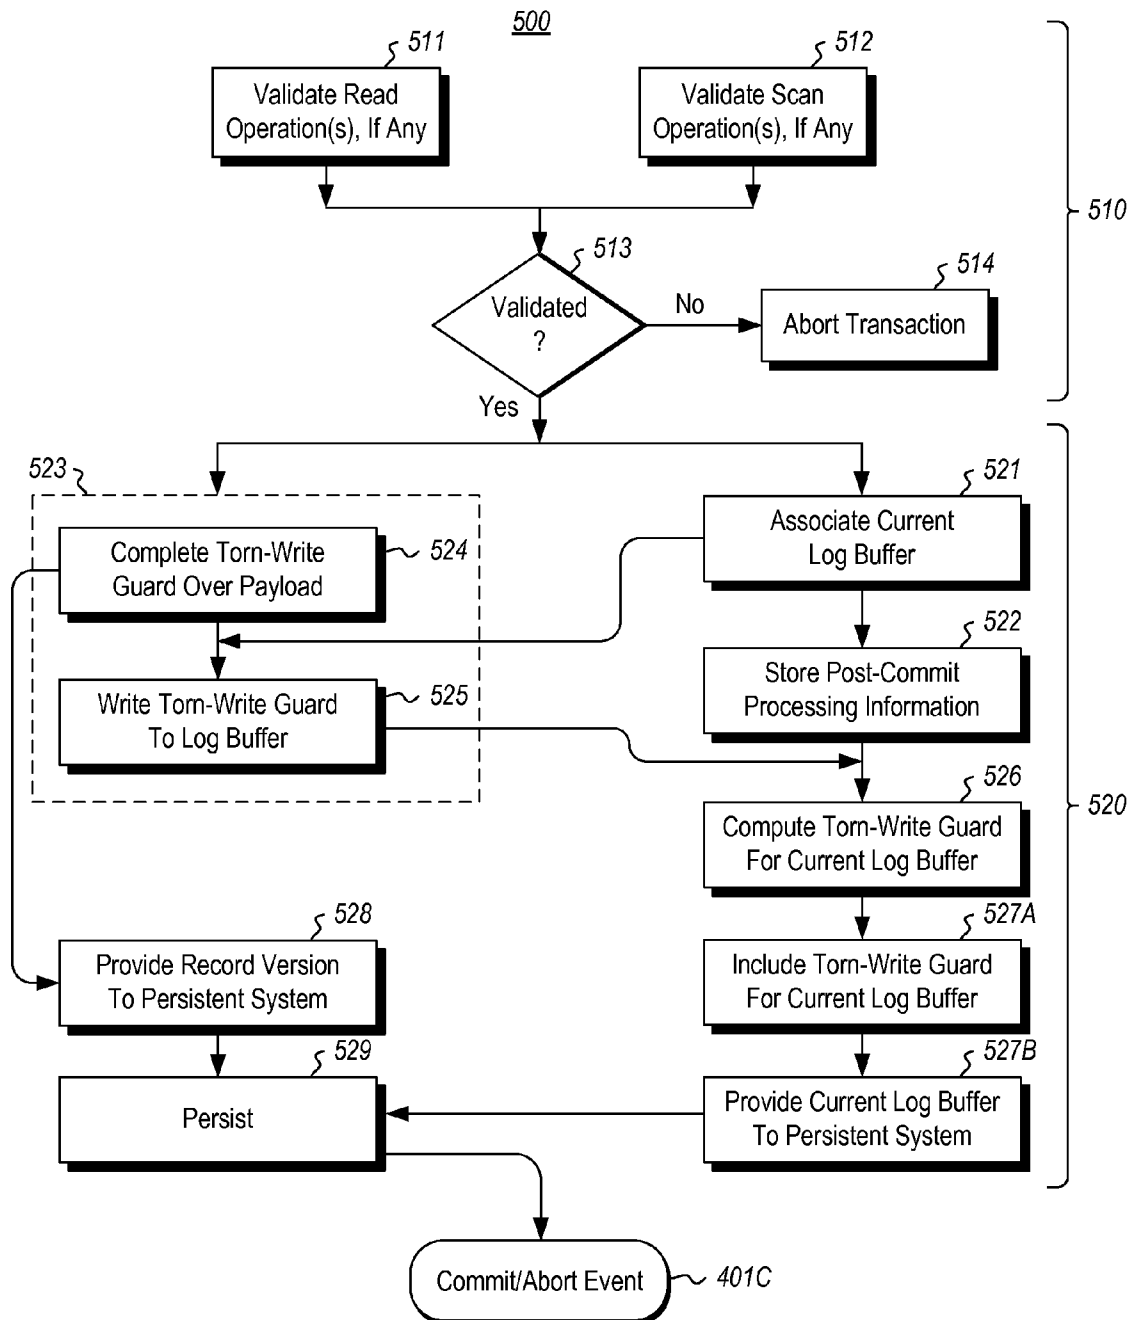 500
511
Validate Read
Operation(s), If Any
512
Validate Scan
Operation(s), If Any
510
513
Validated
?
No
514
Abort Transaction
Yes
523
521
Associate Current
Log Buffer
Complete Torn-Write
Guard Over Payload
524
522
Store Post-Commit
Processing Information
Write Torn-Write Guard
To Log Buffer
525
526
Compute Torn-Write Guard
For Current Log Buffer
520
528
Provide Record Version
To Persistent System
527A
Include Torn-Write Guard
For Current Log Buffer
529
Persist
527B
Provide Current Log Buffer
To Persistent System
Commit/Abort Event
401C